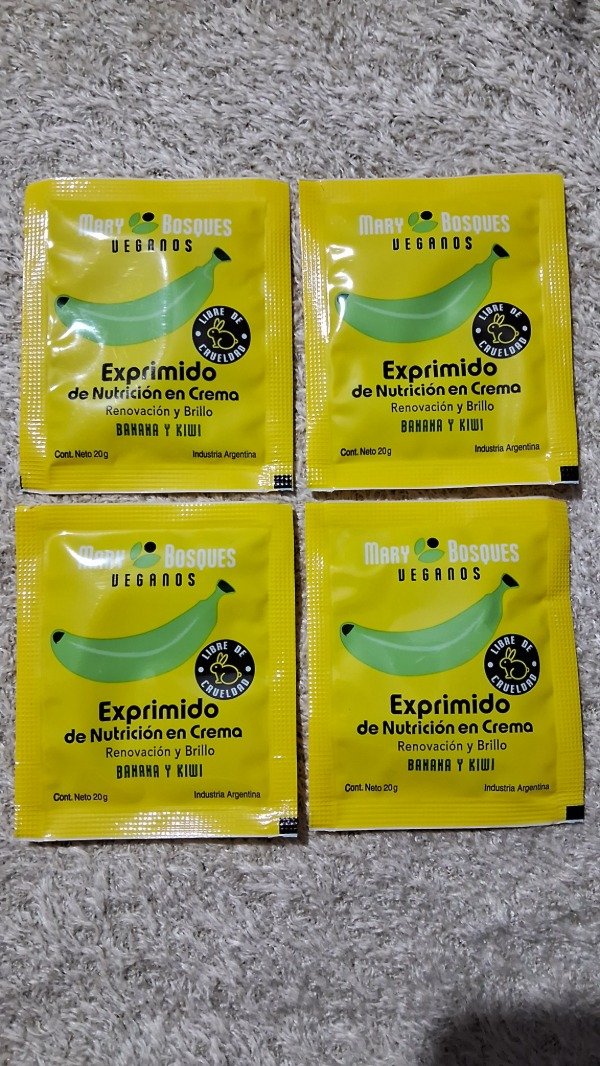 MARY BOSQUES
VEGANOS
LIBRE DE CRUELDAD
Exprimido
de Nutrición en Crema
Renovación y Brillo
BANANA Y KIWI
Cont. Neto 20g
Industria Argentina
MARY BOSQUES
VEGANOS
LIBRE DE CRUELDAD
Exprimido
de Nutrición en Crema
Renovación y Brillo
BANANA Y KIWI
Cont. Neto 20g
Industria Argentina
MARY BOSQUES
VEGANOS
LIBRE DE CRUELDAD
Exprimido
de Nutrición en Crema
Renovación y Brillo
BANANA Y KIWI
Cont. Neto 20g
Industria Argentina
MARY BOSQUES
VEGANOS
LIBRE DE CRUELDAD
Exprimido
de Nutrición en Crema
Renovación y Brillo
BANANA Y KIWI
Cont. Neto 20g
Industria Argentina